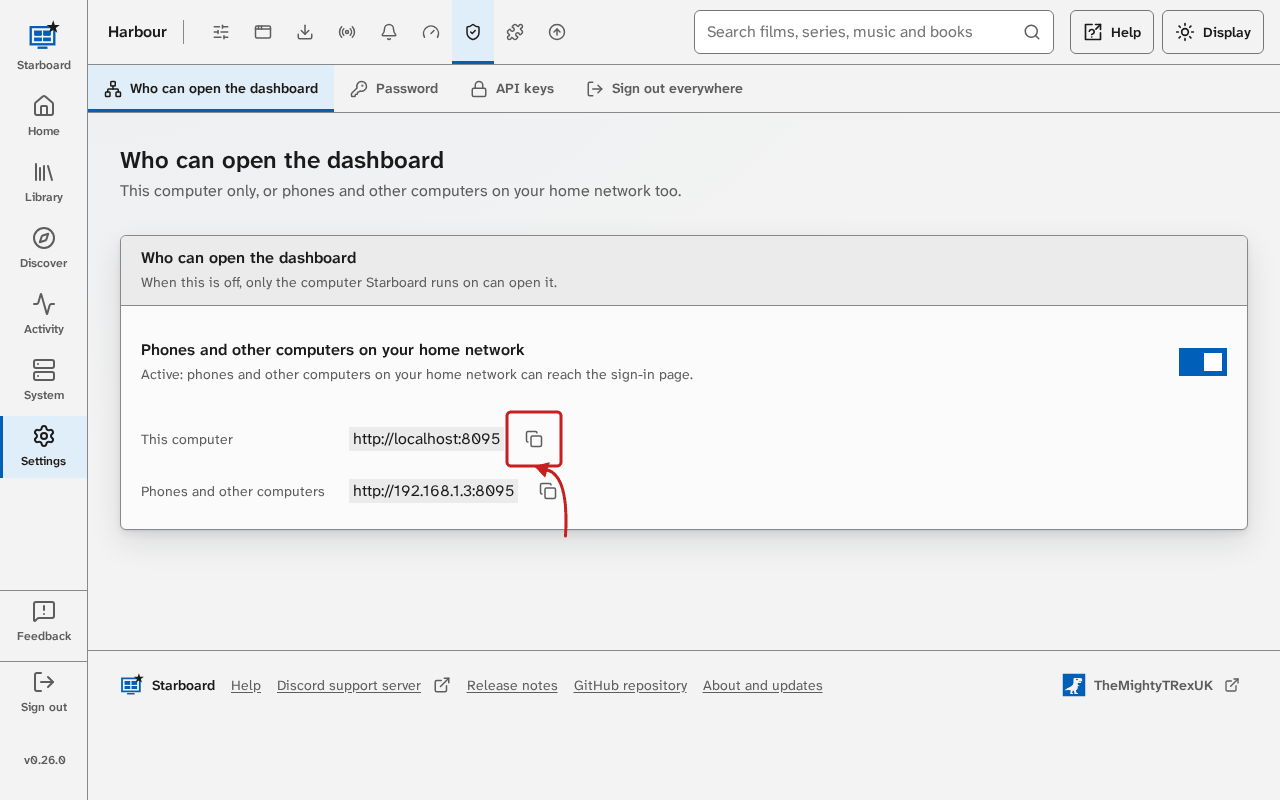 Starboard
Home
Library
Discover
Activity
System
Settings
Feedback
Sign out
v0.26.0
Harbour
Search films, series, music and books
Help
Display
Who can open the dashboard
Password
API keys
Sign out everywhere
Who can open the dashboard
This computer only, or phones and other computers on your home network too.
Who can open the dashboard
When this is off, only the computer Starboard runs on can open it.
Phones and other computers on your home network
Active: phones and other computers on your home network can reach the sign-in page.
This computer http://localhost:8095
Phones and other computers http://192.168.1.3:8095
Starboard Help Discord support server Release notes GitHub repository About and updates TheMightyTRexUK